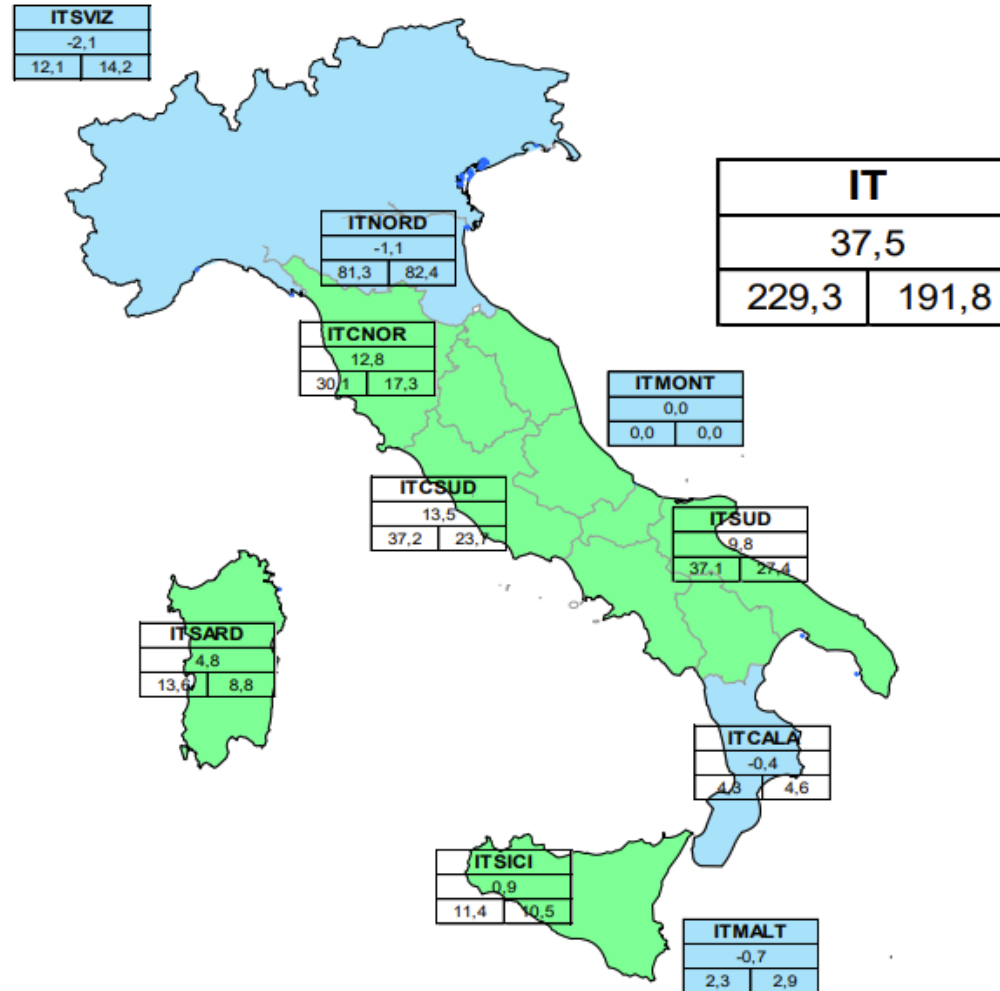 ITSVIZ
-2,1
12,1 14,2
IT
37,5
229,3 191,8
ITNORD
-1,1
81,3 82,4
ITCNOR
12,8
30,1 17,3
ITMONT
0,0
0,0 0,0
ITCSUD
13,5
37,2 23,7
ITSUD
9,8
37,1 27,4
ITSARD
4,8
13,6 8,8
ITCALA
-0,4
4,3 4,6
ITSICI
0,9
11,4 10,5
ITMALT
-0,7
2,3 2,9